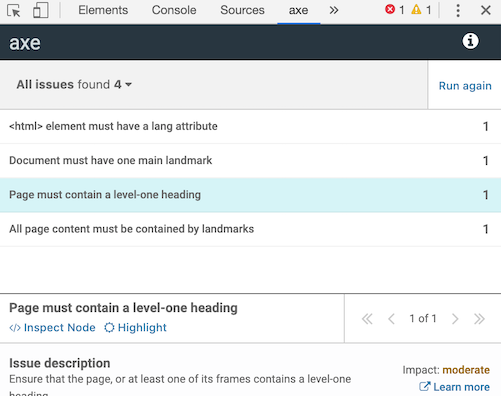 Elements Console Sources axe » 1 1
axe
All issues found 4
Run again
<html> element must have a lang attribute 1
Document must have one main landmark 1
Page must contain a level-one heading 1
All page content must be contained by landmarks 1
Page must contain a level-one heading
</> Inspect Node Highlight
1 of 1
Issue description
Ensure that the page, or at least one of its frames contains a level-one
heading
Impact: moderate
Learn more